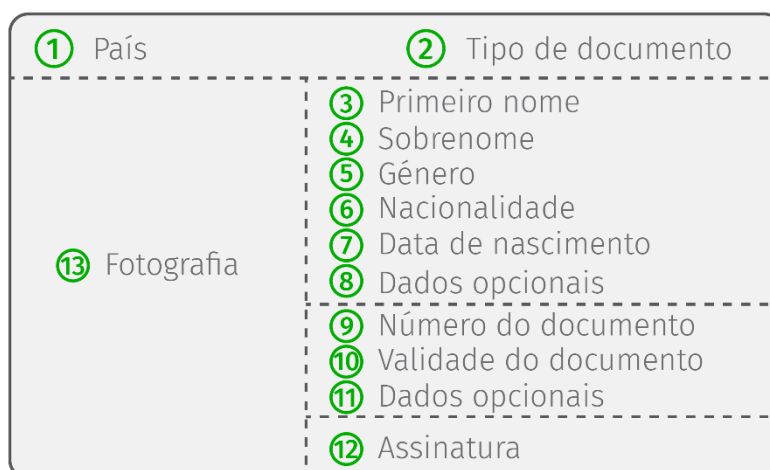 1 País 2 Tipo de documento
3 Primeiro nome
4 Sobrenome
5 Género
6 Nacionalidade
7 Data de nascimento
8 Dados opcionais
13 Fotografia
9 Número do documento
10 Validade do documento
11 Dados opcionais
12 Assinatura